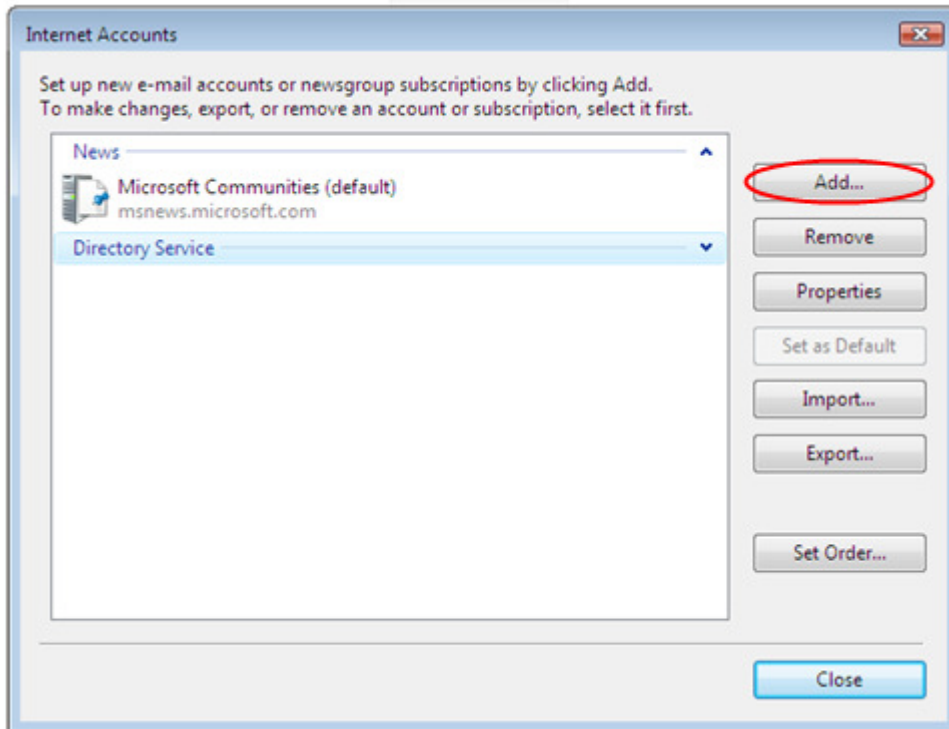 Internet Accounts
Set up new e-mail accounts or newsgroup subscriptions by clicking Add.
To make changes, export, or remove an account or subscription, select it first.
News
Microsoft Communities (default)
msnews.microsoft.com
Directory Service
Add...
Remove
Properties
Set as Default
Import...
Export...
Set Order...
Close